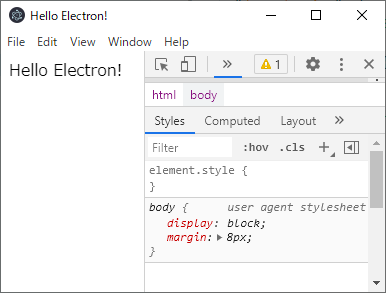 Hello Electron!
File Edit View Window Help
Hello Electron!
1
html body
Styles Computed Layout
Filter :hov .cls
element.style {
}
body { user agent stylesheet
display: block;
margin: 8px;
}